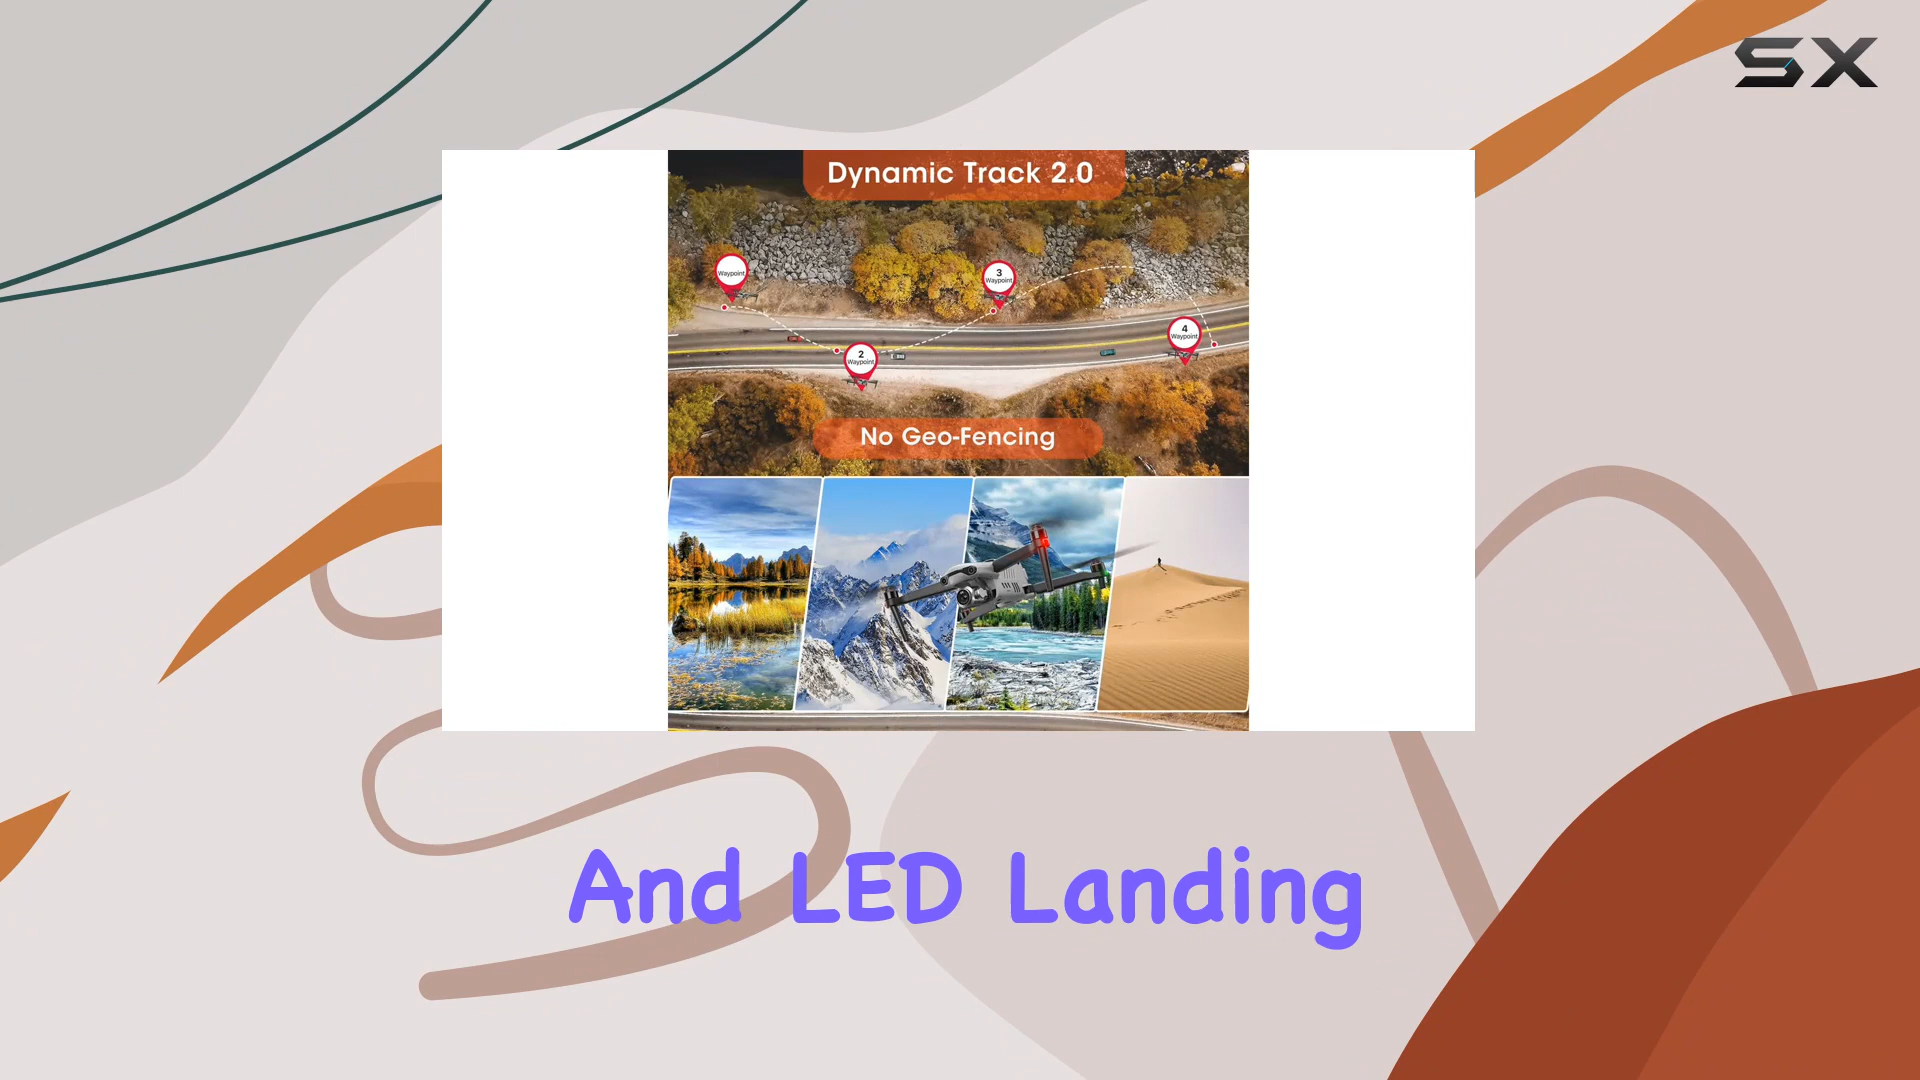 SX
Dynamic Track 2.0
Waypoint
3
Waypoint
4
Waypoint
2
Waypoint
No Geo-Fencing
And LED Landing